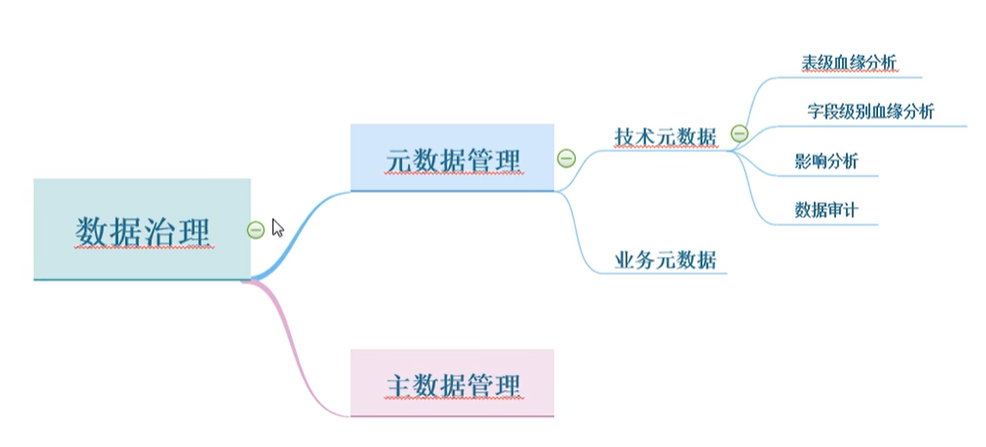 数据治理
元数据管理
技术元数据
表级血缘分析
字段级别血缘分析
影响分析
数据审计
业务元数据
主数据管理